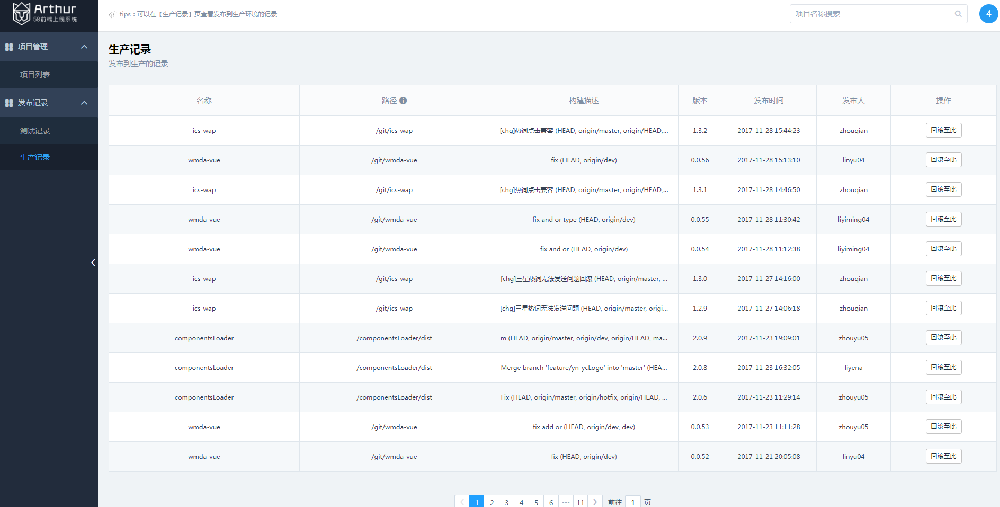 Arthur
58前端上线系统
tips：可以在【生产记录】页查看发布到生产环境的记录
项目名称搜索
4
项目管理
项目列表
发布记录
测试记录
生产记录
生产记录
发布到生产的记录
名称 路径 构建描述 版本 发布时间 发布人 操作
ics-wap /git/ics-wap [chg]热词点击兼容 (HEAD, origin/master, origin/HEAD,... 1.3.2 2017-11-28 15:44:23 zhouqian 回滚至此
wmda-vue /git/wmda-vue fix (HEAD, origin/dev) 0.0.56 2017-11-28 15:13:10 linyu04 回滚至此
ics-wap /git/ics-wap [chg]热词点击兼容 (HEAD, origin/master, origin/HEAD,... 1.3.1 2017-11-28 14:46:50 zhouqian 回滚至此
wmda-vue /git/wmda-vue fix and or type (HEAD, origin/dev) 0.0.55 2017-11-28 11:30:42 liyiming04 回滚至此
wmda-vue /git/wmda-vue fix and or (HEAD, origin/dev) 0.0.54 2017-11-28 11:12:38 liyiming04 回滚至此
ics-wap /git/ics-wap [chg]三星热词无法发送问题回滚 (HEAD, origin/master, ... 1.3.0 2017-11-27 14:16:00 zhouqian 回滚至此
ics-wap /git/ics-wap [chg]三星热词无法发送问题 (HEAD, origin/master, origi... 1.2.9 2017-11-27 14:06:18 zhouqian 回滚至此
componentsLoader /componentsLoader/dist m (HEAD, origin/master, origin/dev, origin/HEAD, ma... 2.0.9 2017-11-23 19:09:01 zhouyu05 回滚至此
componentsLoader /componentsLoader/dist Merge branch 'feature/yn-ycLogo' into 'master' (HEA... 2.0.8 2017-11-23 16:32:05 liyena 回滚至此
componentsLoader /componentsLoader/dist Fix (HEAD, origin/master, origin/hotfix, origin/HEAD, ... 2.0.6 2017-11-23 11:29:14 zhouyu05 回滚至此
wmda-vue /git/wmda-vue fix add or (HEAD, origin/dev, dev) 0.0.53 2017-11-23 11:11:28 zhouyu05 回滚至此
wmda-vue /git/wmda-vue fix (HEAD, origin/dev) 0.0.52 2017-11-21 20:05:08 linyu04 回滚至此
1 2 3 4 5 6 ••• 11 前往 1 页